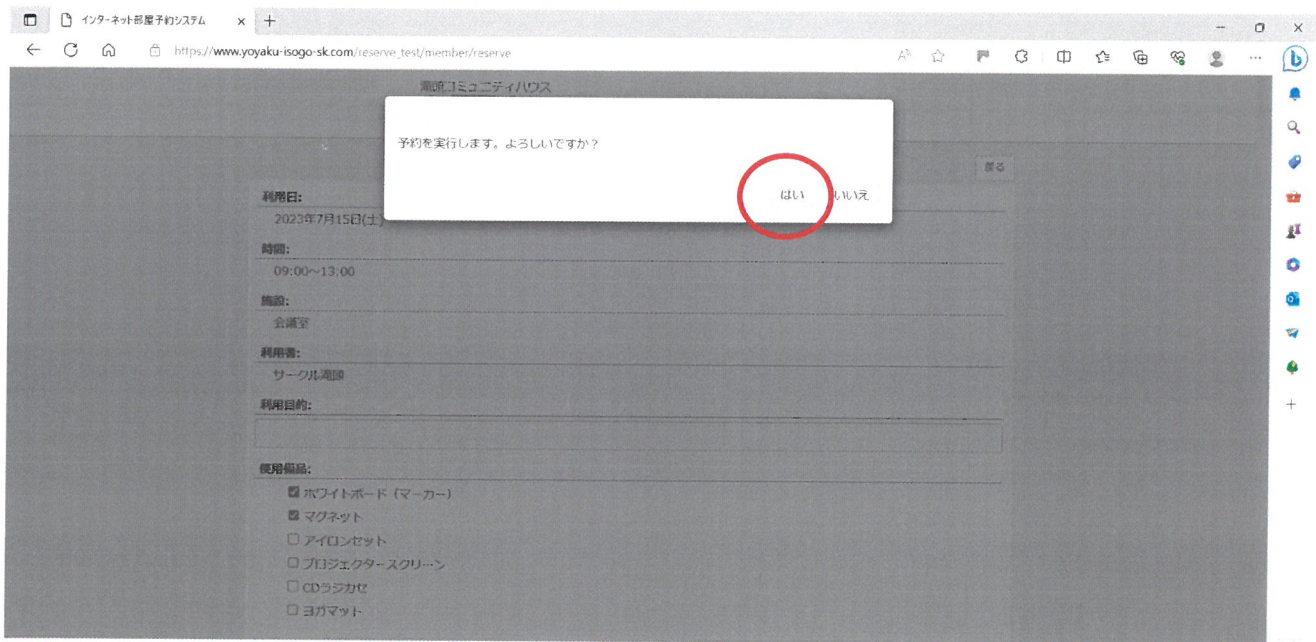 インターネット部屋予約システム
https://www.yoyaku-isogo-sk.com/reserve_test/member/reserve
滝頭コミュニティハウス
予約を実行します。よろしいですか？
はい
いいえ
戻る
利用日:
2023年7月15日(土)
時間:
09:00～13:00
施設:
会議室
利用者:
サークル滝頭
利用目的:
使用備品:
ホワイトボード（マーカー）
マグネット
アイロンセット
プロジェクタースクリーン
CDラジカセ
ヨガマット